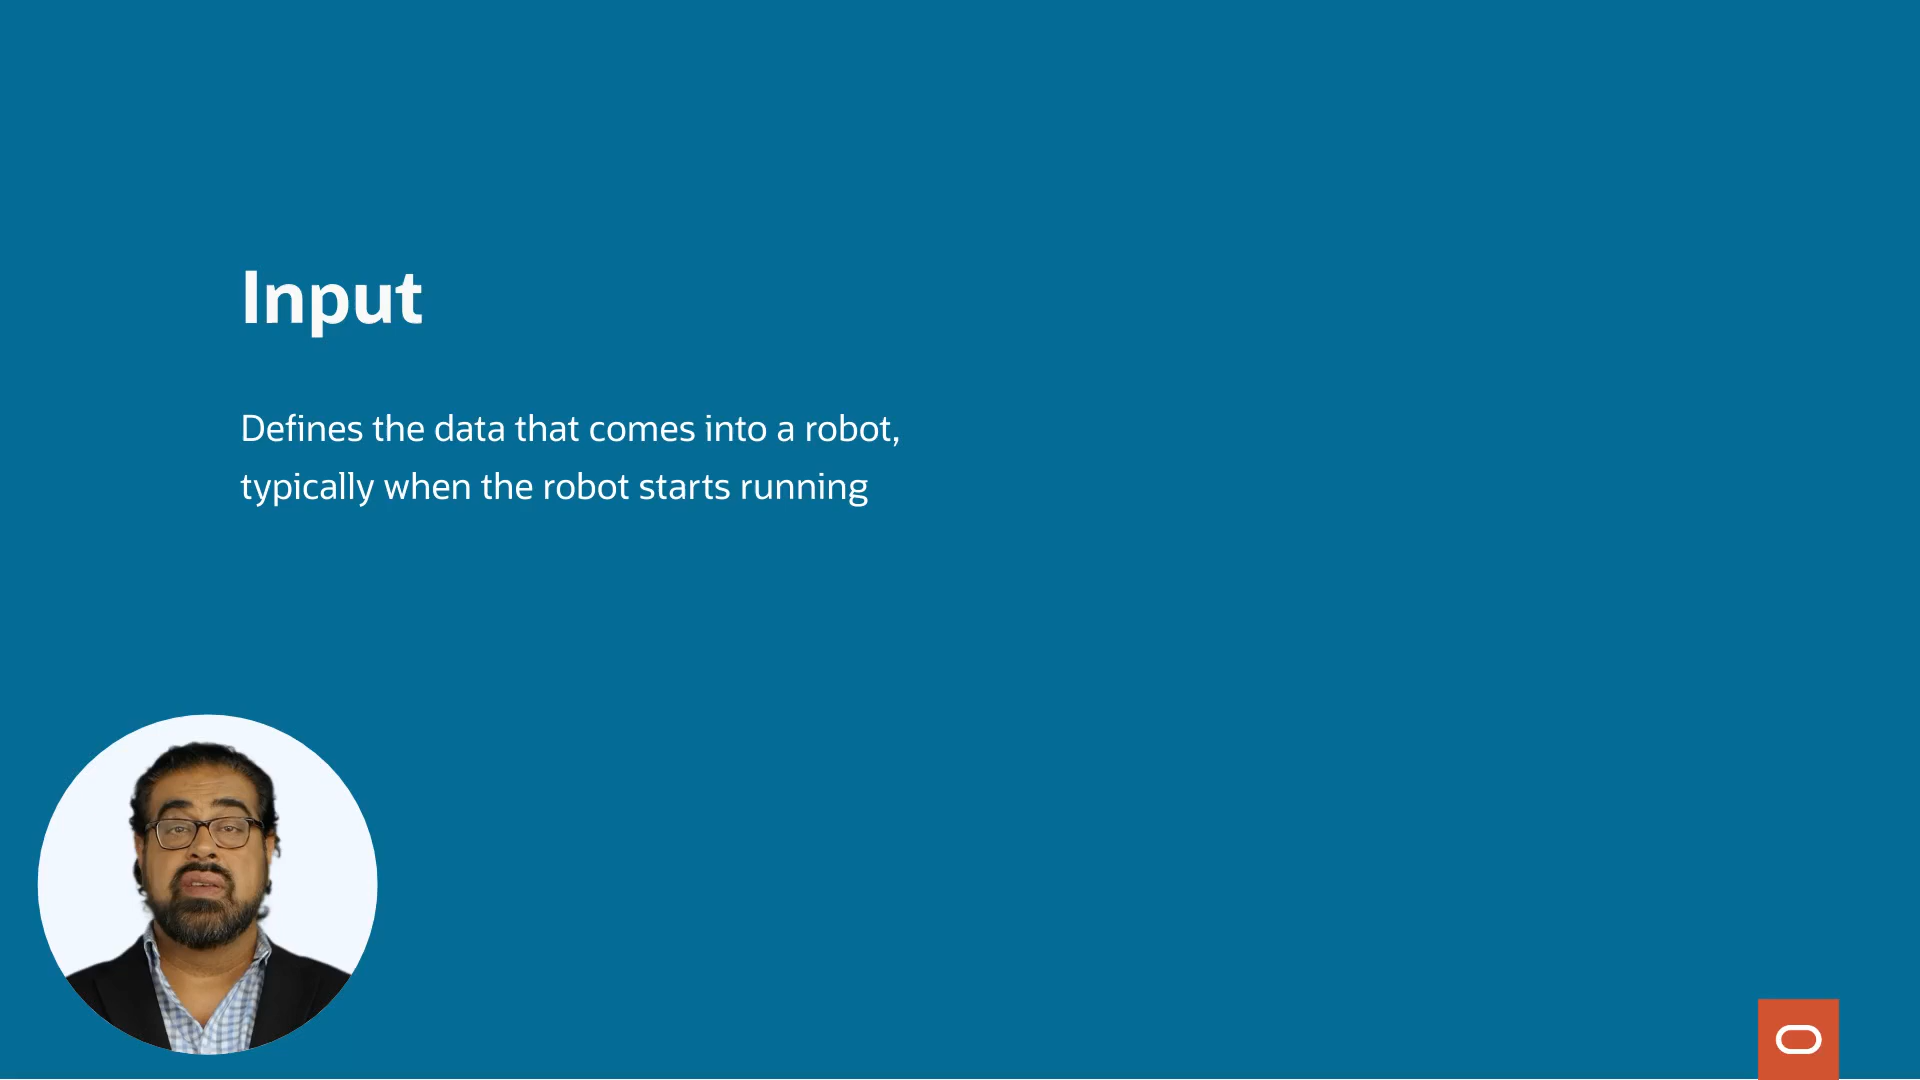 Input
Defines the data that comes into a robot,
typically when the robot starts running